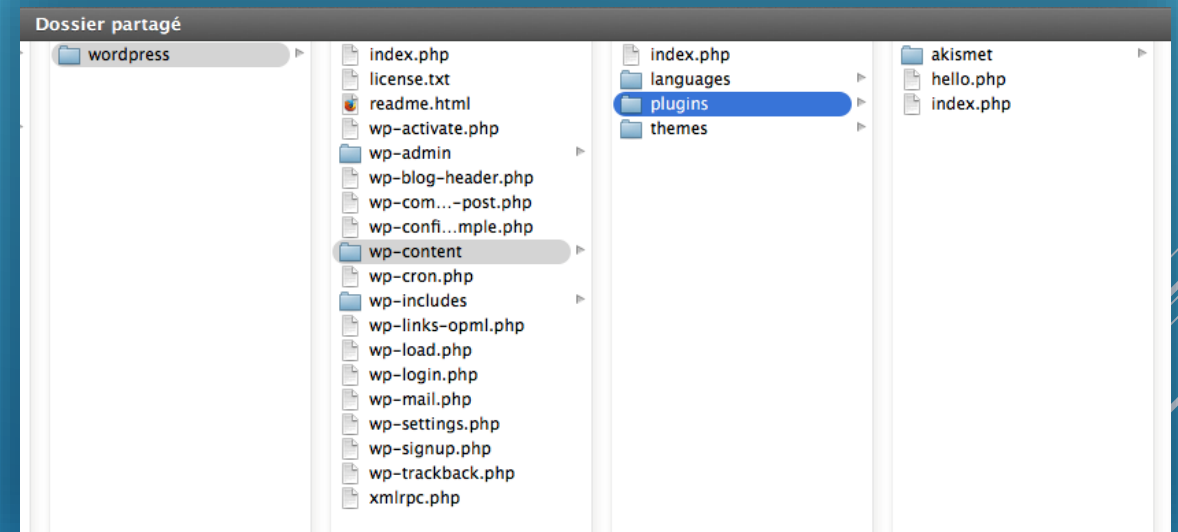 Dossier partagé
wordpress
index.php
license.txt
readme.html
wp-activate.php
wp-admin
wp-blog-header.php
wp-com...-post.php
wp-confi...mple.php
wp-content
wp-cron.php
wp-includes
wp-links-opml.php
wp-load.php
wp-login.php
wp-mail.php
wp-settings.php
wp-signup.php
wp-trackback.php
xmlrpc.php
index.php
languages
plugins
themes
akismet
hello.php
index.php